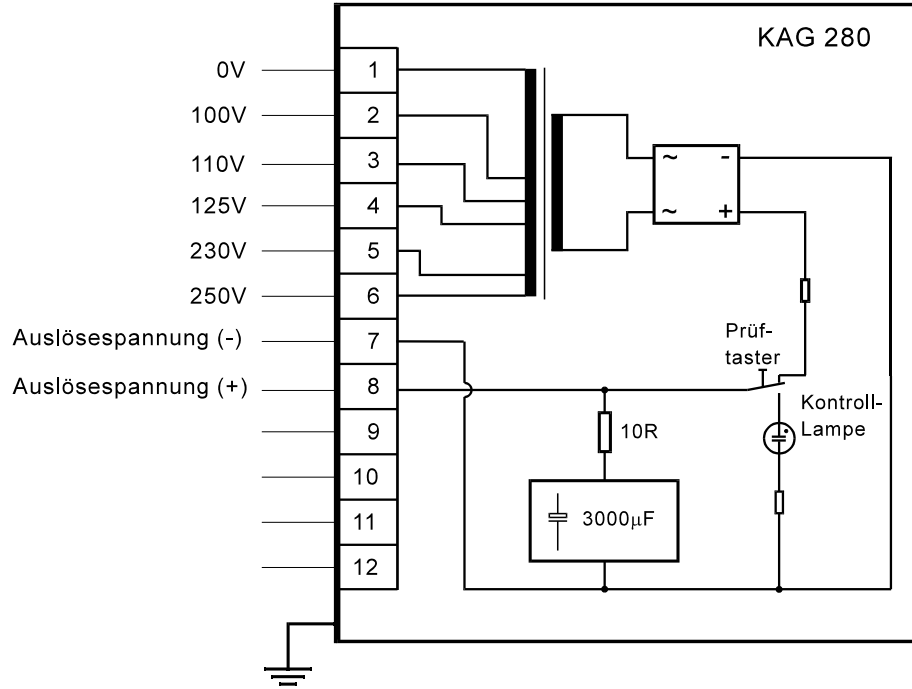 KAG 280
0V 1
100V 2
110V 3
125V 4
230V 5
250V 6
Auslösespannung (-) 7
Auslösespannung (+) 8
9
10
11
12
~ -
~ +
Prüf-
taster
Kontroll-
Lampe
10R
3000µF